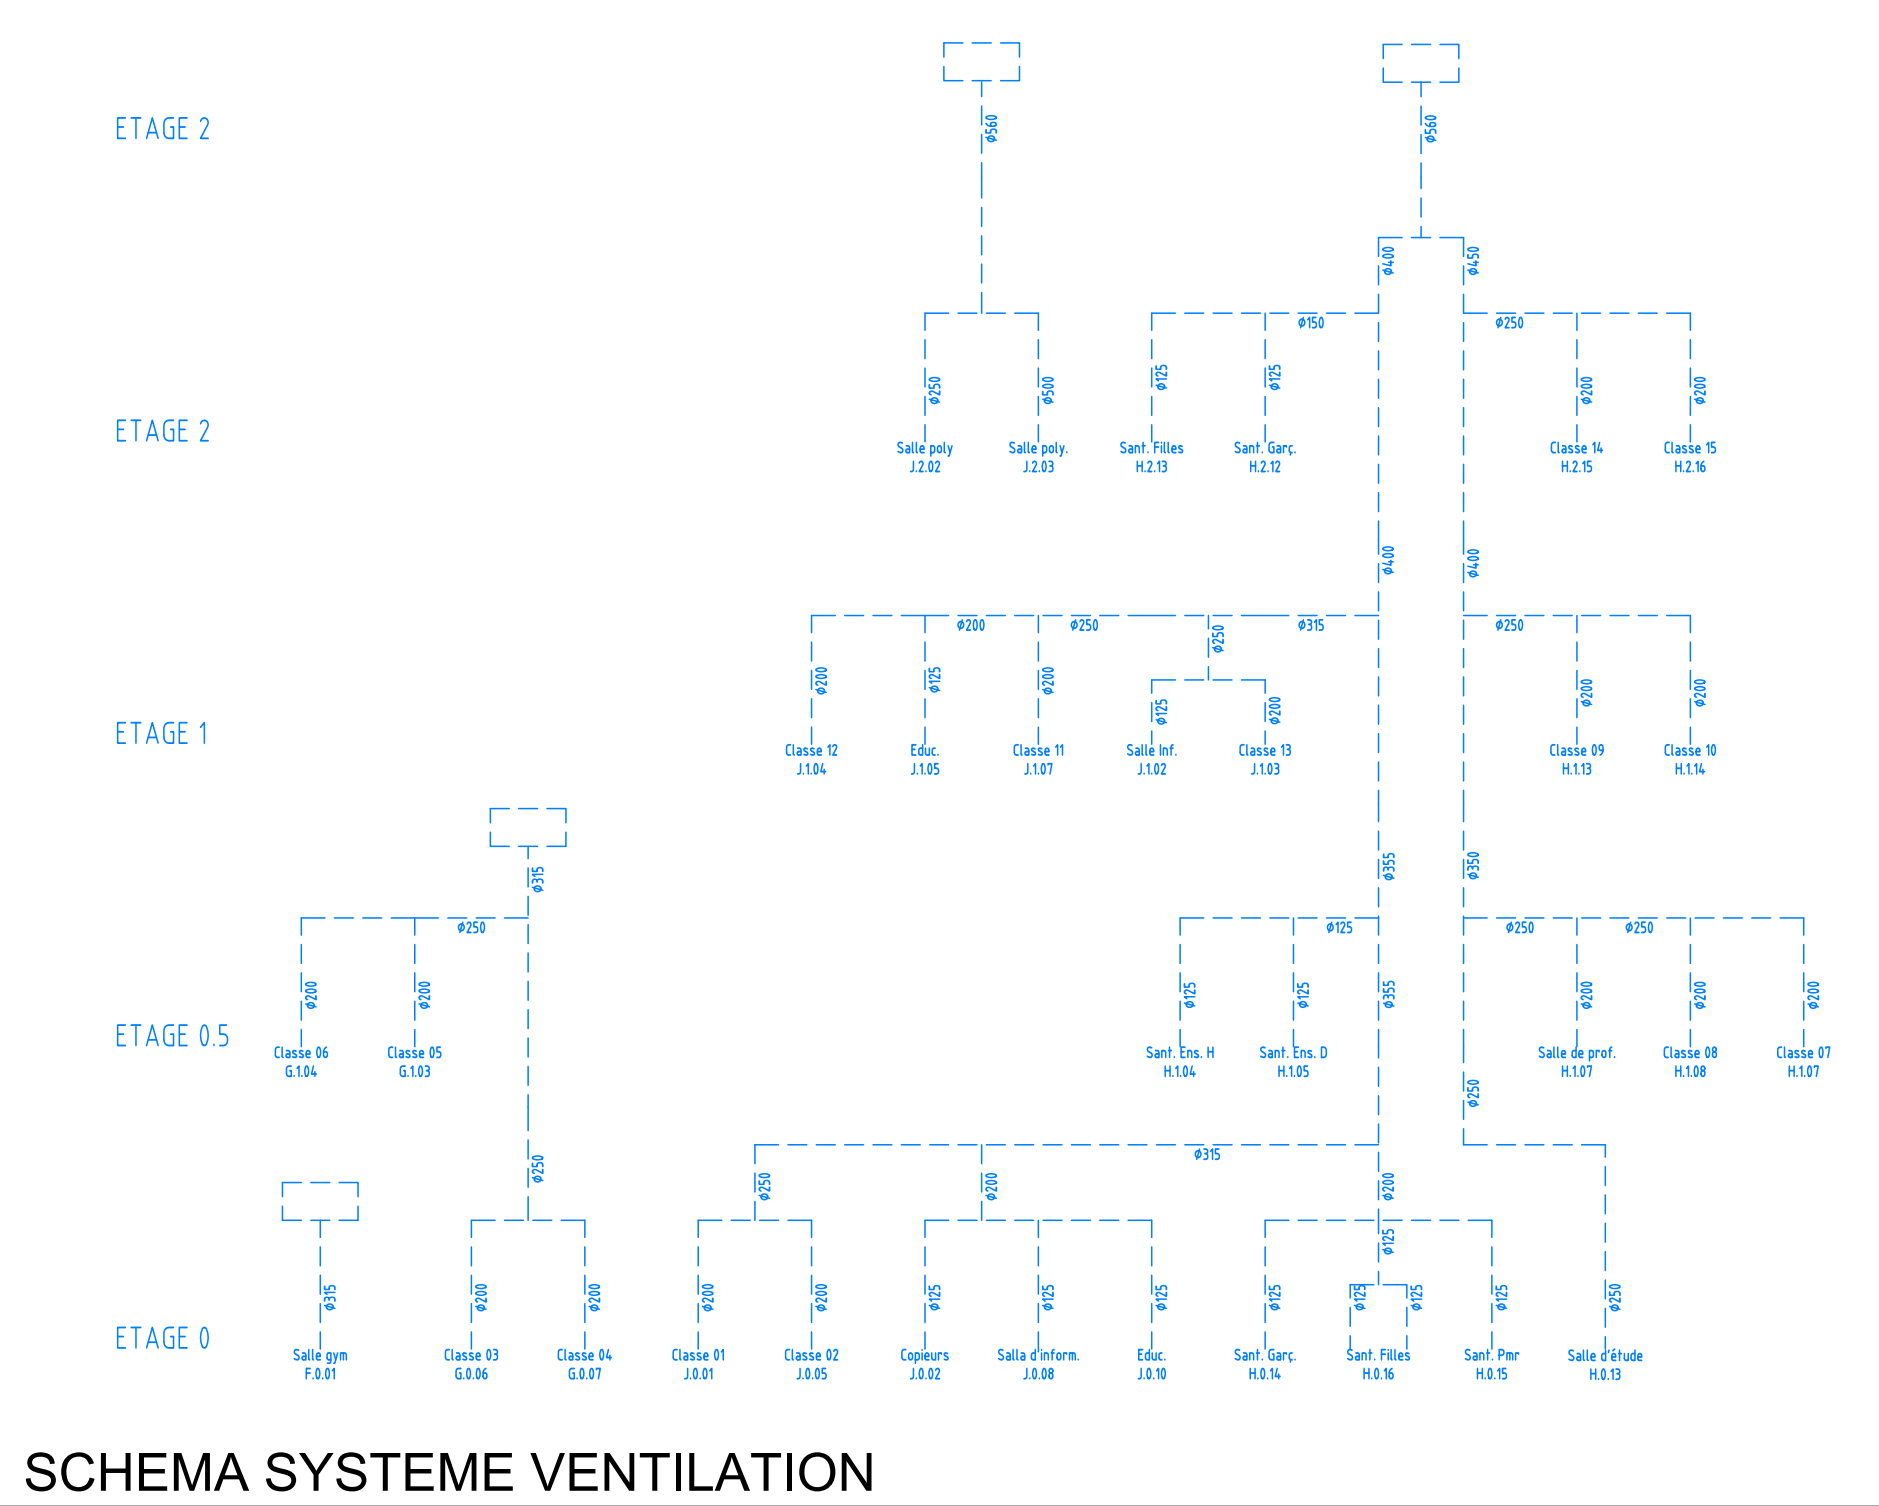 ETAGE 2
ø560
ø560
ø400
ø450
ø150
ø250
ETAGE 2
ø250
ø500
ø125
ø125
ø200
ø200
Salle poly
J.2.02
Salle poly.
J.2.03
Sant. Filles
H.2.13
Sant. Garç.
H.2.12
Classe 14
H.2.15
Classe 15
H.2.16
ø400
ø400
ø200
ø250
ø315
ø250
ø250
ETAGE 1
ø200
ø125
ø200
ø125
ø200
ø200
ø200
Classe 12
J.1.04
Educ.
J.1.05
Classe 11
J.1.07
Salle Inf.
J.1.02
Classe 13
J.1.03
Classe 09
H.1.13
Classe 10
H.1.14
ø315
ø355
ø350
ø250
ø125
ø250
ø250
ETAGE 0.5
ø200
ø200
ø125
ø125
ø355
ø200
ø200
ø200
Classe 06
G.1.04
Classe 05
G.1.03
Sant. Ens. H
H.1.04
Sant. Ens. D
H.1.05
Salle de prof.
H.1.07
Classe 08
H.1.08
Classe 07
H.1.07
ø250
ø315
ø250
ø250
ø200
ø200
ø125
ETAGE 0
ø315
ø200
ø200
ø200
ø200
ø125
ø125
ø125
ø125
ø125
ø125
ø125
ø250
Salle gym
F.0.01
Classe 03
G.0.06
Classe 04
G.0.07
Classe 01
J.0.01
Classe 02
J.0.05
Copieurs
J.0.02
Salla d'inform.
J.0.08
Educ.
J.0.10
Sant. Garç.
H.0.14
Sant. Filles
H.0.16
Sant. Pmr
H.0.15
Salle d'étude
H.0.13
SCHEMA SYSTEME VENTILATION